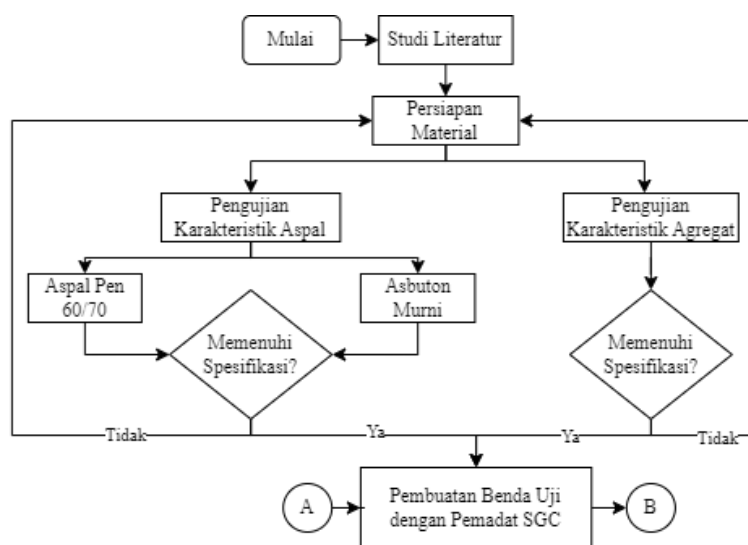 Mulai
Studi Literatur
Persiapan
Material
Pengujian
Karakteristik Aspal
Pengujian
Karakteristik Agregat
Aspal Pen
60/70
Asbuton
Murni
Memenuhi
Spesifikasi?
Memenuhi
Spesifikasi?
Tidak
Ya
Ya
Tidak
A
Pembuatan Benda Uji
dengan Pemadat SGC
B